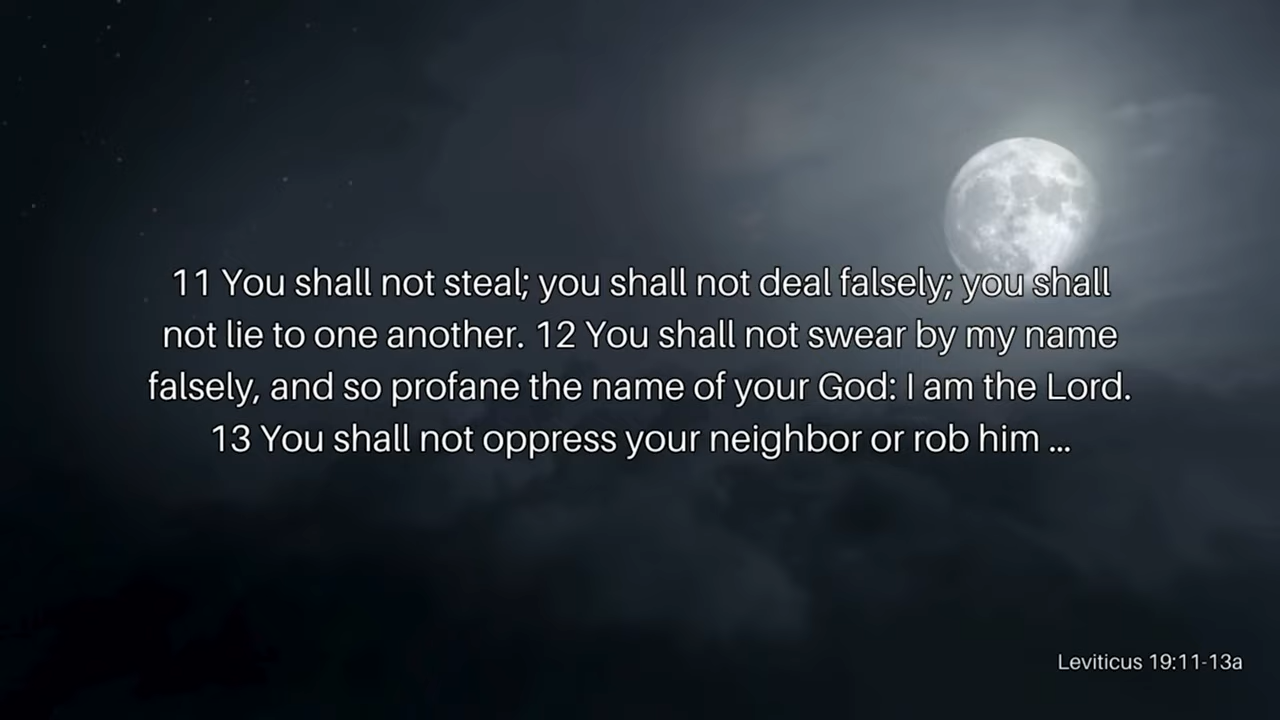 11 You shall not steal; you shall not deal falsely; you shall
not lie to one another. 12 You shall not swear by my name
falsely, and so profane the name of your God: I am the Lord.
13 You shall not oppress your neighbor or rob him ...
Leviticus 19:11-13a